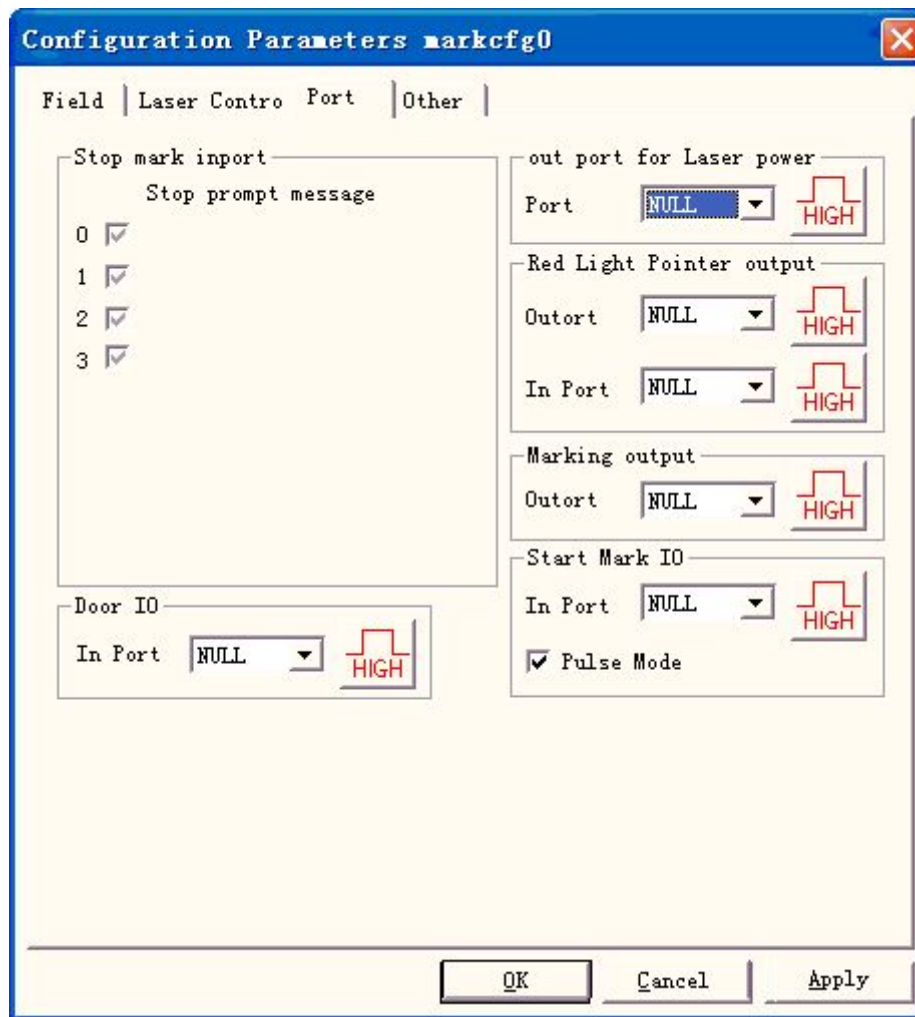 Configuration Parameters markcfg0
Field Laser Contro Port Other
Stop mark inport
Stop prompt message
0
1
2
3
Door IO
In Port NULL HIGH
out port for Laser power
Port NULL HIGH
Red Light Pointer output
Outort NULL HIGH
In Port NULL HIGH
Marking output
Outort NULL HIGH
Start Mark IO
In Port NULL HIGH
Pulse Mode
OK Cancel Apply